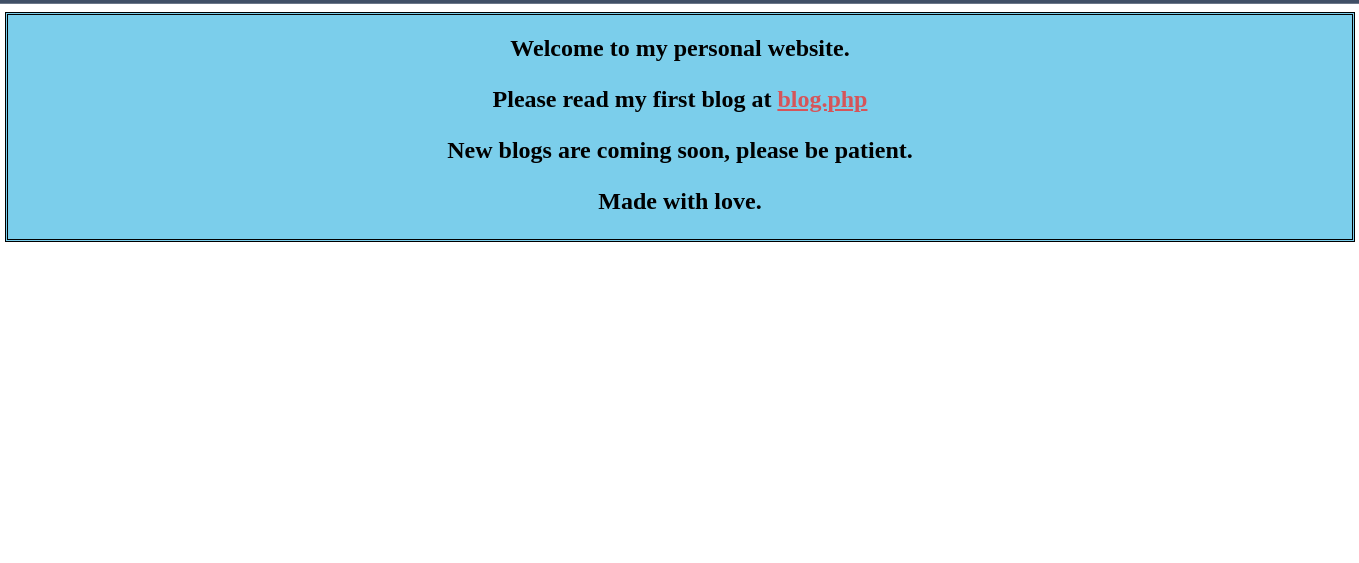 Welcome to my personal website.
Please read my first blog at blog.php
New blogs are coming soon, please be patient.
Made with love.